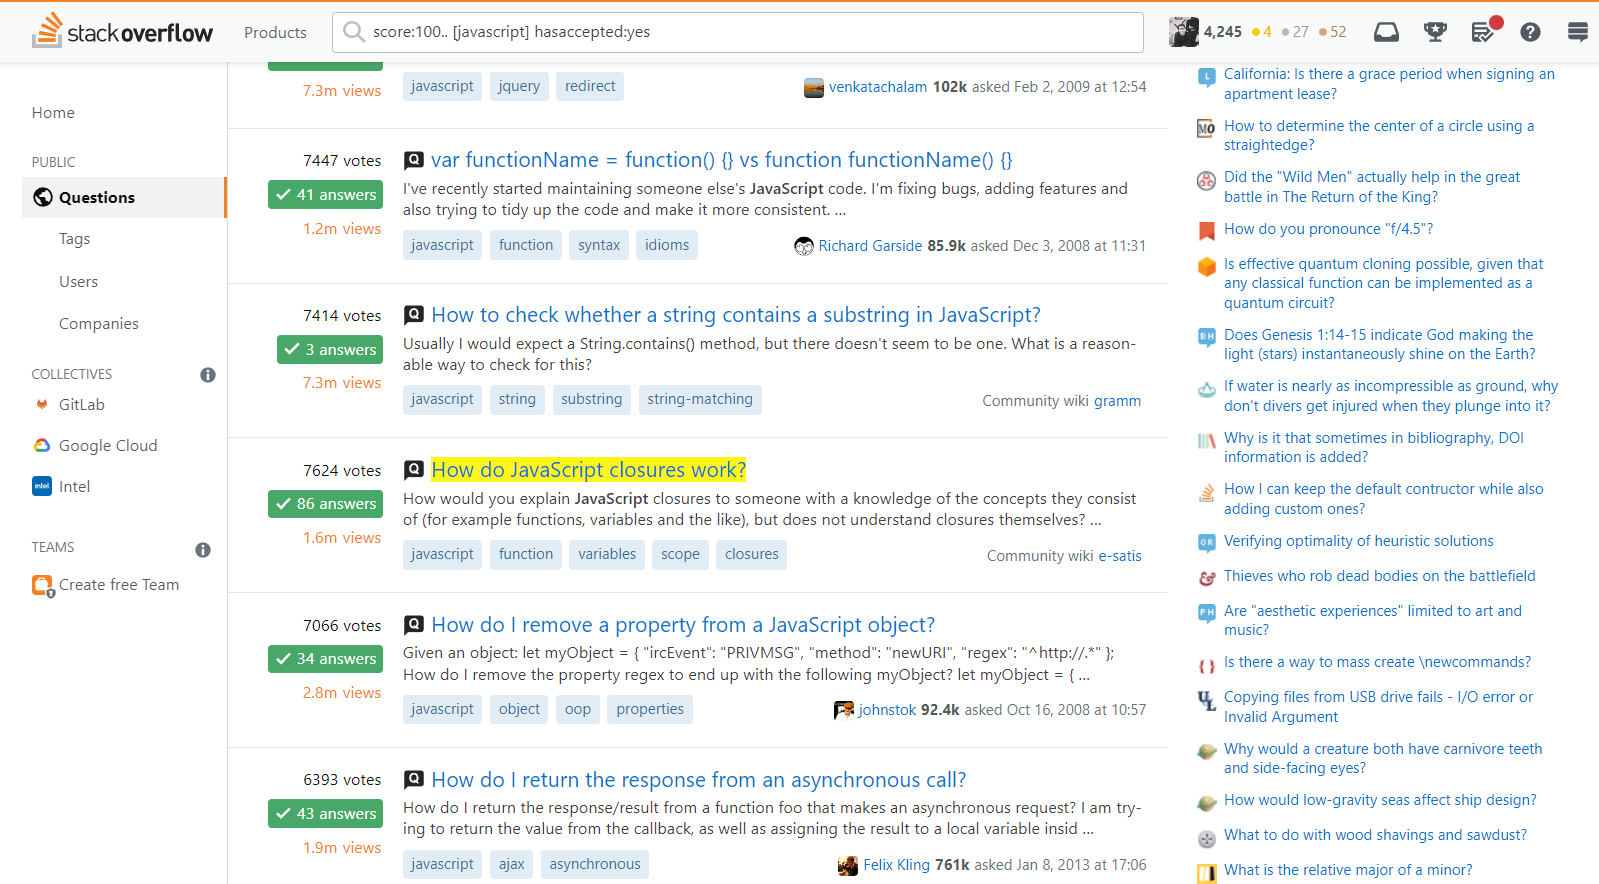 stackoverflow
Products
score:100.. [javascript] hasaccepted:yes
4,245 4 27 52
Home
PUBLIC
Questions
Tags
Users
Companies
COLLECTIVES
GitLab
Google Cloud
intel Intel
TEAMS
Create free Team
7.3m views
javascript jquery redirect
venkatachalam 102k asked Feb 2, 2009 at 12:54
7447 votes
41 answers
1.2m views
Q var functionName = function() {} vs function functionName() {}
I've recently started maintaining someone else's JavaScript code. I'm fixing bugs, adding features and
also trying to tidy up the code and make it more consistent. ...
javascript function syntax idioms
Richard Garside 85.9k asked Dec 3, 2008 at 11:31
7414 votes
3 answers
7.3m views
Q How to check whether a string contains a substring in JavaScript?
Usually I would expect a String.contains() method, but there doesn't seem to be one. What is a reason-
able way to check for this?
javascript string substring string-matching
Community wiki gramm
7624 votes
86 answers
1.6m views
Q How do JavaScript closures work?
How would you explain JavaScript closures to someone with a knowledge of the concepts they consist
of (for example functions, variables and the like), but does not understand closures themselves? ...
javascript function variables scope closures
Community wiki e-satis
7066 votes
34 answers
2.8m views
Q How do I remove a property from a JavaScript object?
Given an object: let myObject = { "ircEvent": "PRIVMSG", "method": "newURI", "regex": "^http://.*" };
How do I remove the property regex to end up with the following myObject? let myObject = { ...
javascript object oop properties
johnstok 92.4k asked Oct 16, 2008 at 10:57
6393 votes
43 answers
1.9m views
Q How do I return the response from an asynchronous call?
How do I return the response/result from a function foo that makes an asynchronous request? I am try-
ing to return the value from the callback, as well as assigning the result to a local variable insid ...
javascript ajax asynchronous
Felix Kling 761k asked Jan 8, 2013 at 17:06
L California: Is there a grace period when signing an
apartment lease?
MO How to determine the center of a circle using a
straightedge?
Did the "Wild Men" actually help in the great
battle in The Return of the King?
How do you pronounce "f/4.5"?
Is effective quantum cloning possible, given that
any classical function can be implemented as a
quantum circuit?
BH Does Genesis 1:14-15 indicate God making the
light (stars) instantaneously shine on the Earth?
If water is nearly as incompressible as ground, why
don't divers get injured when they plunge into it?
Why is it that sometimes in bibliography, DOI
information is added?
How I can keep the default contructor while also
adding custom ones?
OR Verifying optimality of heuristic solutions
Thieves who rob dead bodies on the battlefield
PH Are "aesthetic experiences" limited to art and
music?
Is there a way to mass create \newcommands?
UL Copying files from USB drive fails - I/O error or
Invalid Argument
Why would a creature both have carnivore teeth
and side-facing eyes?
How would low-gravity seas affect ship design?
What to do with wood shavings and sawdust?
What is the relative major of a minor?